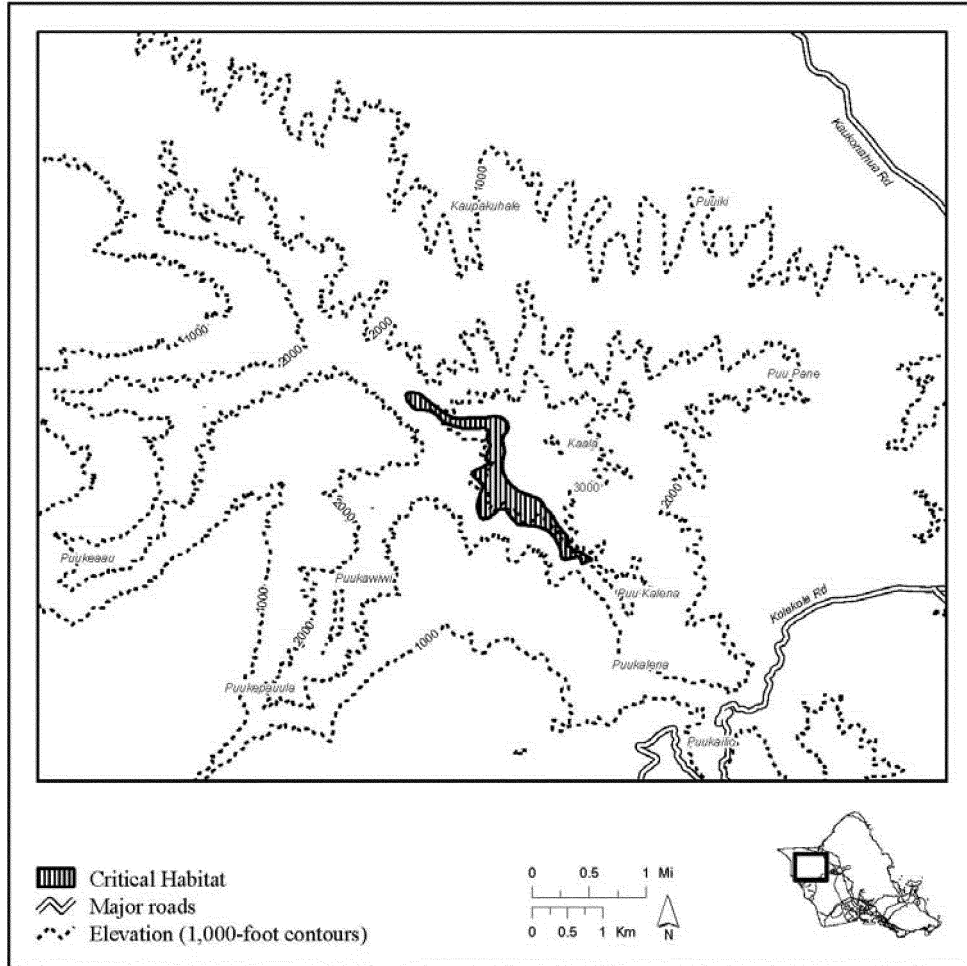 Kaukonahua Rd
1000
Kaupakuhale
Puuiki
1000
2000
2000
Puu Pane
Kaala
3000
2000
2000
Puukeaau
Puukawiwi
1000
2000
Puu Kalena
Kolekole Rd
1000
Puukalena
Puukepauula
Puukailio
Critical Habitat
Major roads
Elevation (1,000-foot contours)
0 0.5 1 Mi
0 0.5 1 Km
N